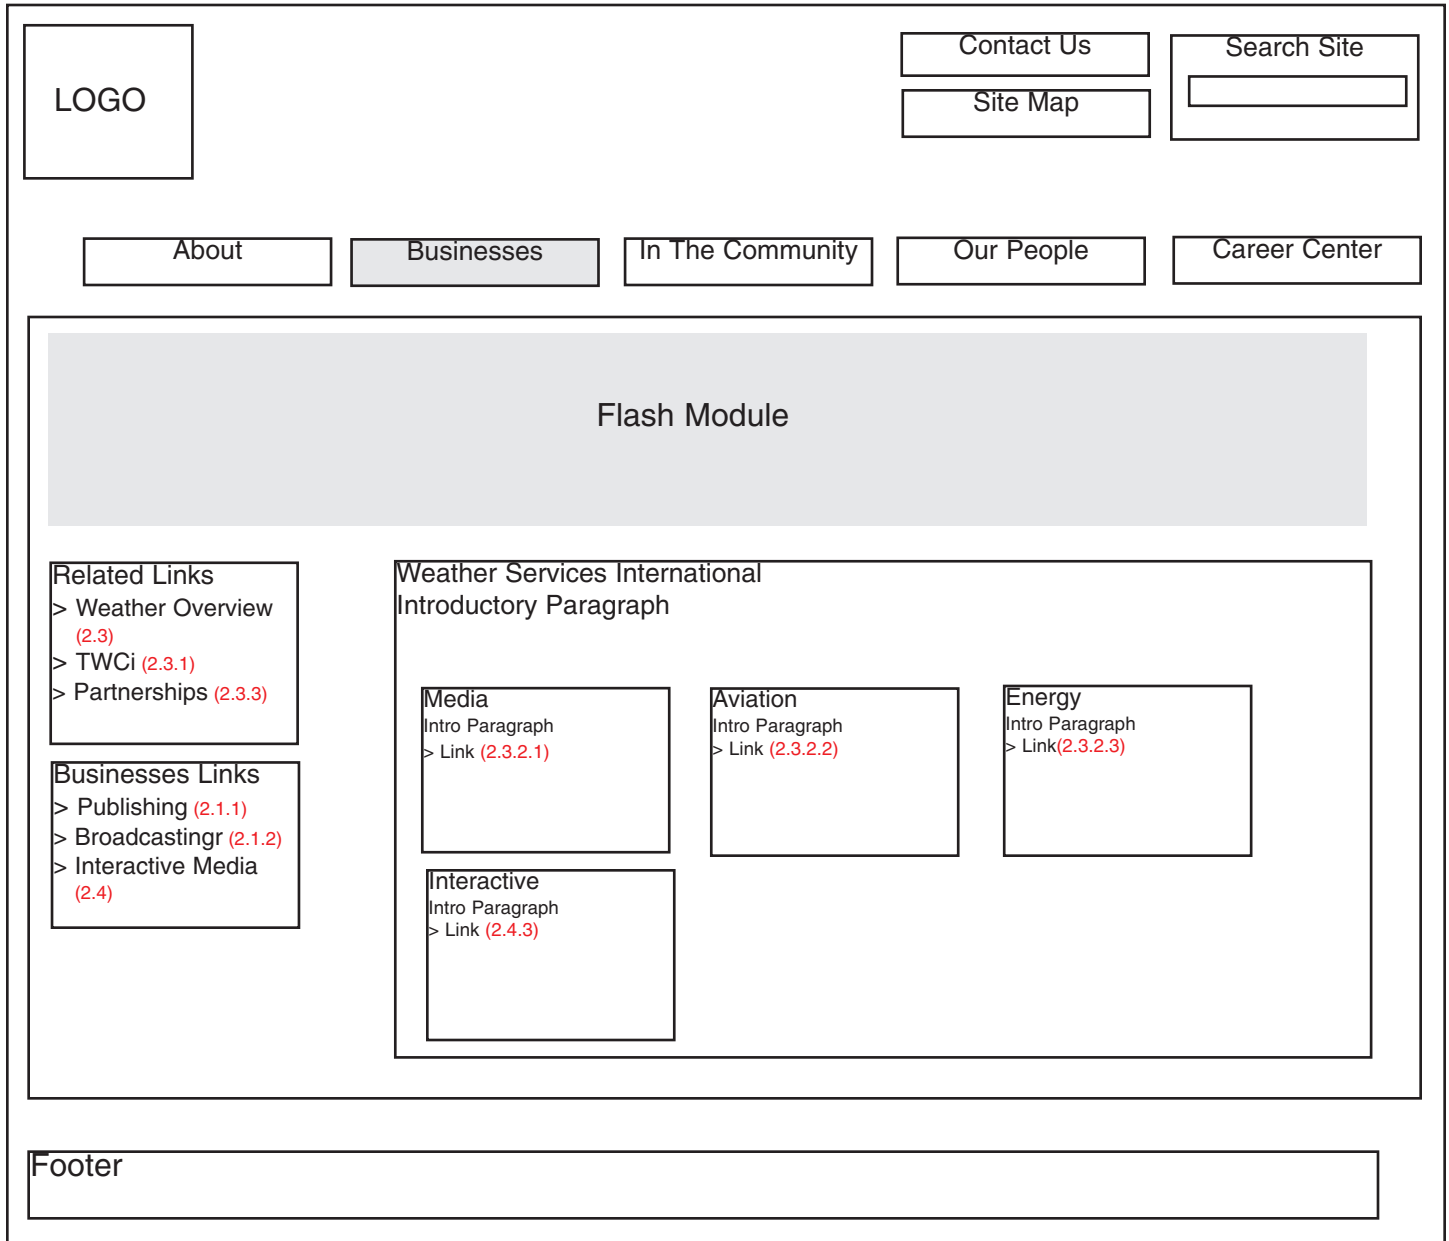 LOGO
Contact Us
Site Map
Search Site
About
Businesses
In The Community
Our People
Career Center
Flash Module
Related Links
> Weather Overview
(2.3)
> TWCi (2.3.1)
> Partnerships (2.3.3)
Businesses Links
> Publishing (2.1.1)
> Broadcastingr (2.1.2)
> Interactive Media
(2.4)
Weather Services International
Introductory Paragraph
Media
Intro Paragraph
> Link (2.3.2.1)
Aviation
Intro Paragraph
> Link (2.3.2.2)
Energy
Intro Paragraph
> Link(2.3.2.3)
Interactive
Intro Paragraph
> Link (2.4.3)
Footer